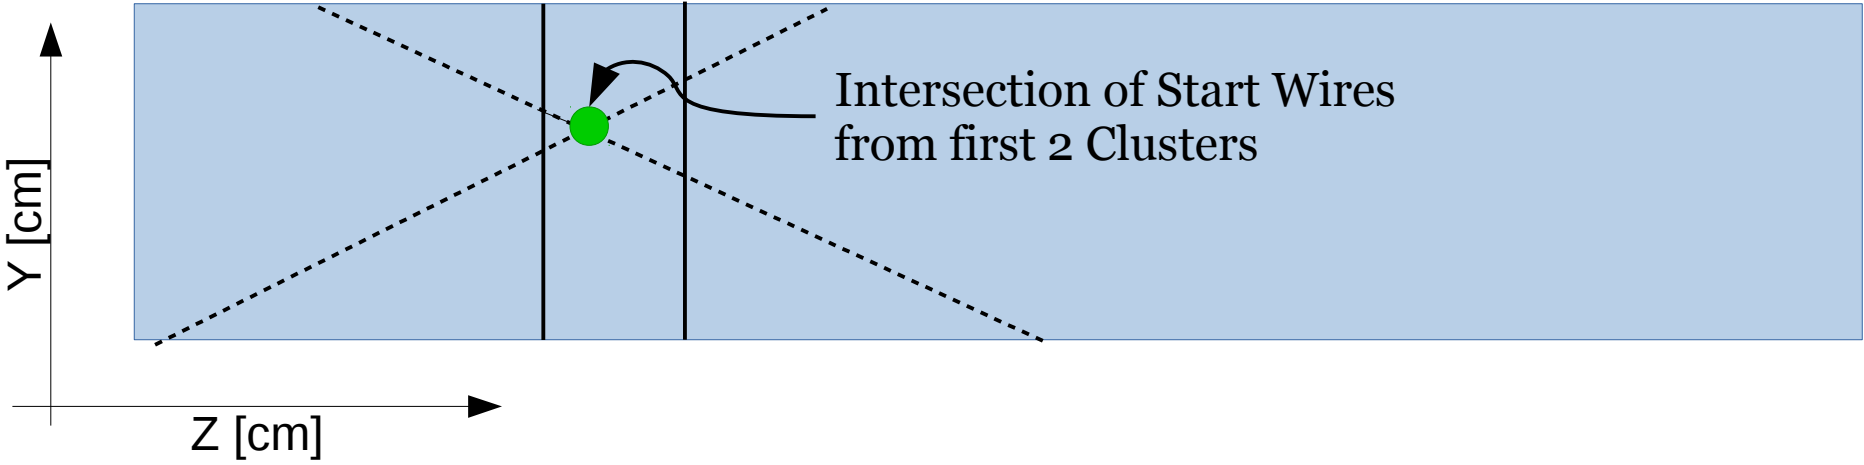 Intersection of Start Wires
from first 2 Clusters
Y [cm]
Z [cm]